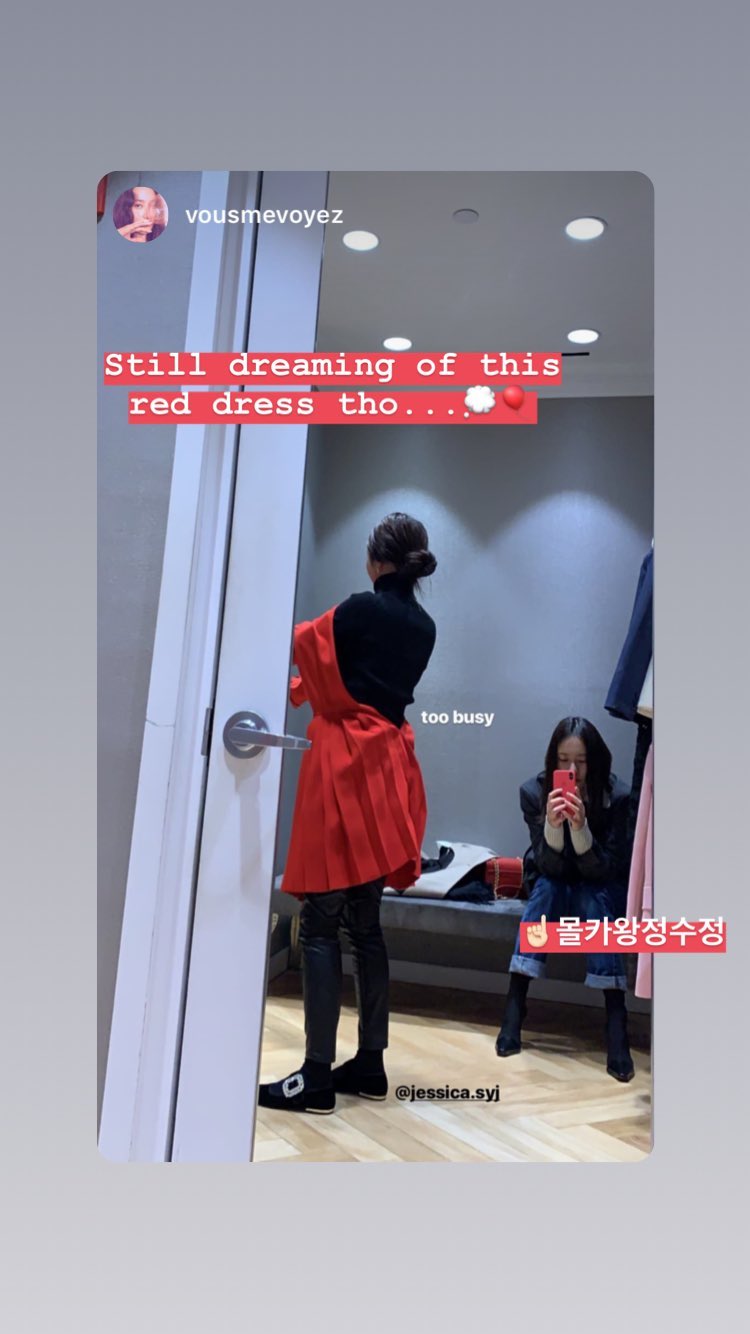 vousmevoyez
Still dreaming of this
red dress tho....💭🎈
too busy
☝🏻몰카왕정수정
@jessica.syj